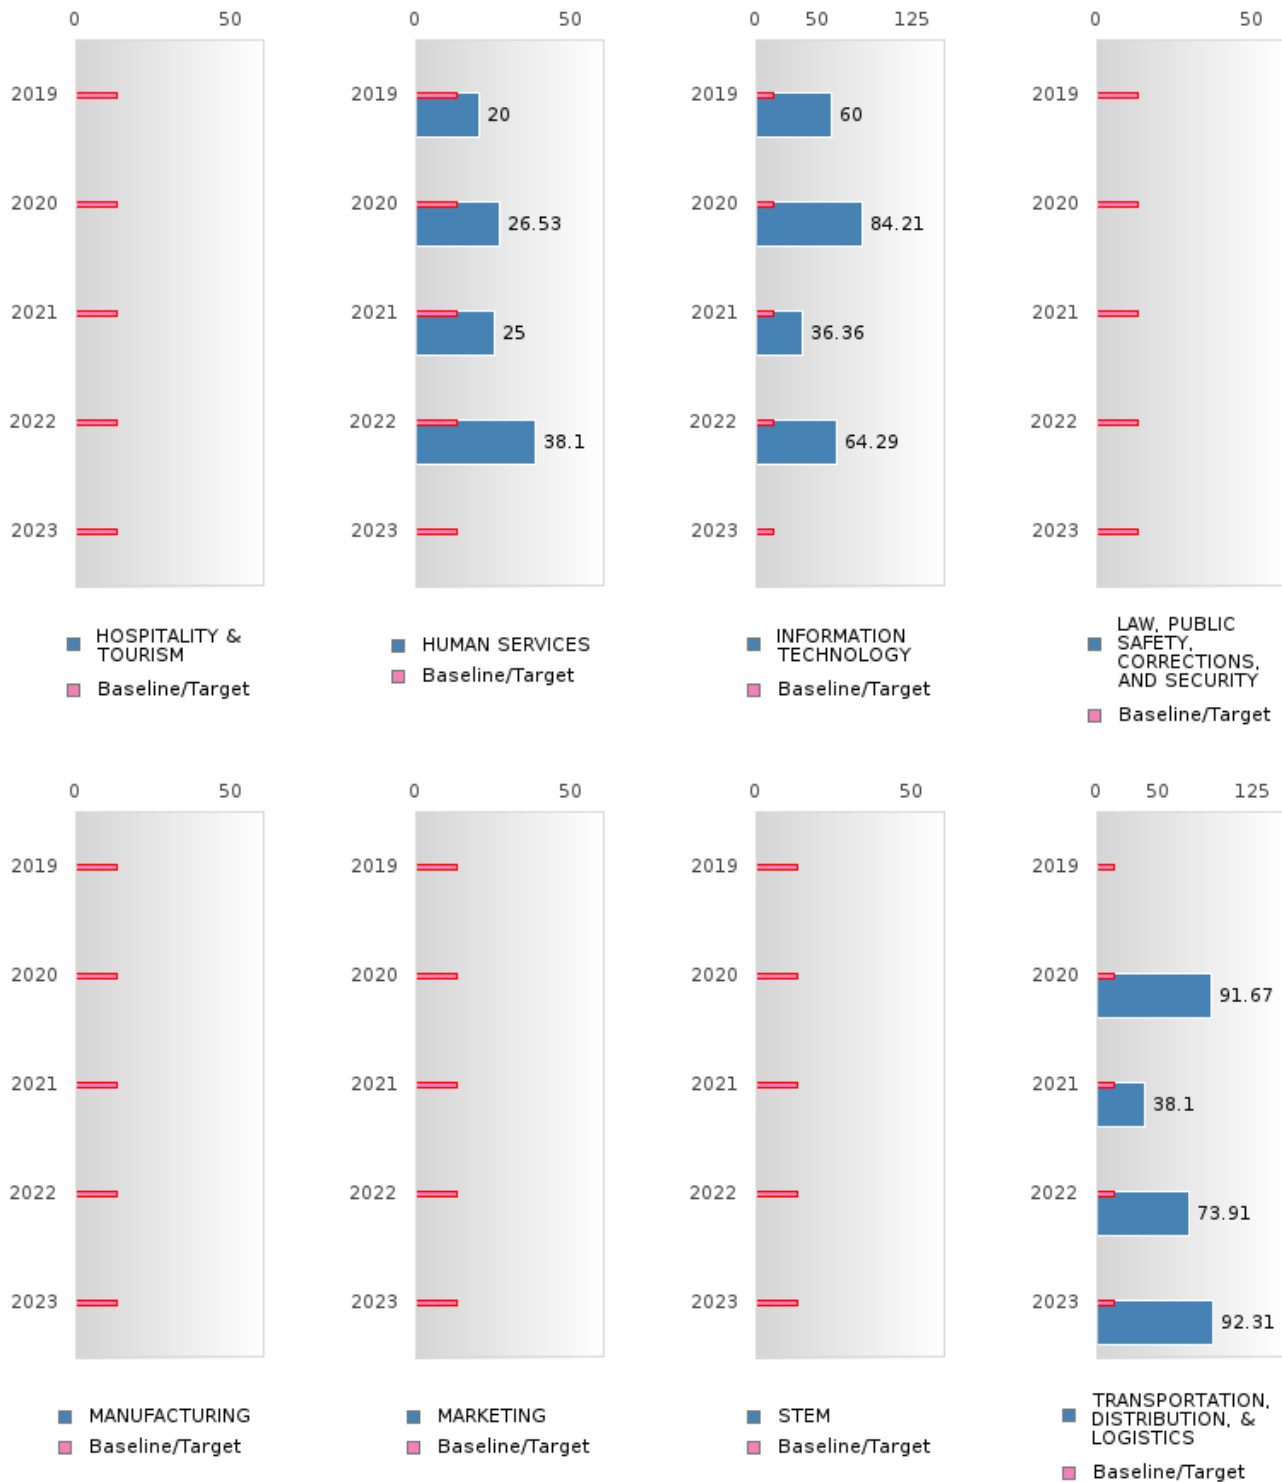 0 50
2019
2020
2021
2022
2023
HOSPITALITY &
TOURISM
Baseline/Target
0 50
2019
20
2020
26.53
2021
25
2022
38.1
2023
HUMAN SERVICES
Baseline/Target
0 50 125
2019
60
2020
84.21
2021
36.36
2022
64.29
2023
INFORMATION
TECHNOLOGY
Baseline/Target
0 50
2019
2020
2021
2022
2023
LAW, PUBLIC
SAFETY,
CORRECTIONS,
AND SECURITY
Baseline/Target
0 50
2019
2020
2021
2022
2023
MANUFACTURING
Baseline/Target
0 50
2019
2020
2021
2022
2023
MARKETING
Baseline/Target
0 50
2019
2020
2021
2022
2023
STEM
Baseline/Target
0 50 125
2019
2020
91.67
2021
38.1
2022
73.91
2023
92.31
TRANSPORTATION,
DISTRIBUTION, &
LOGISTICS
Baseline/Target